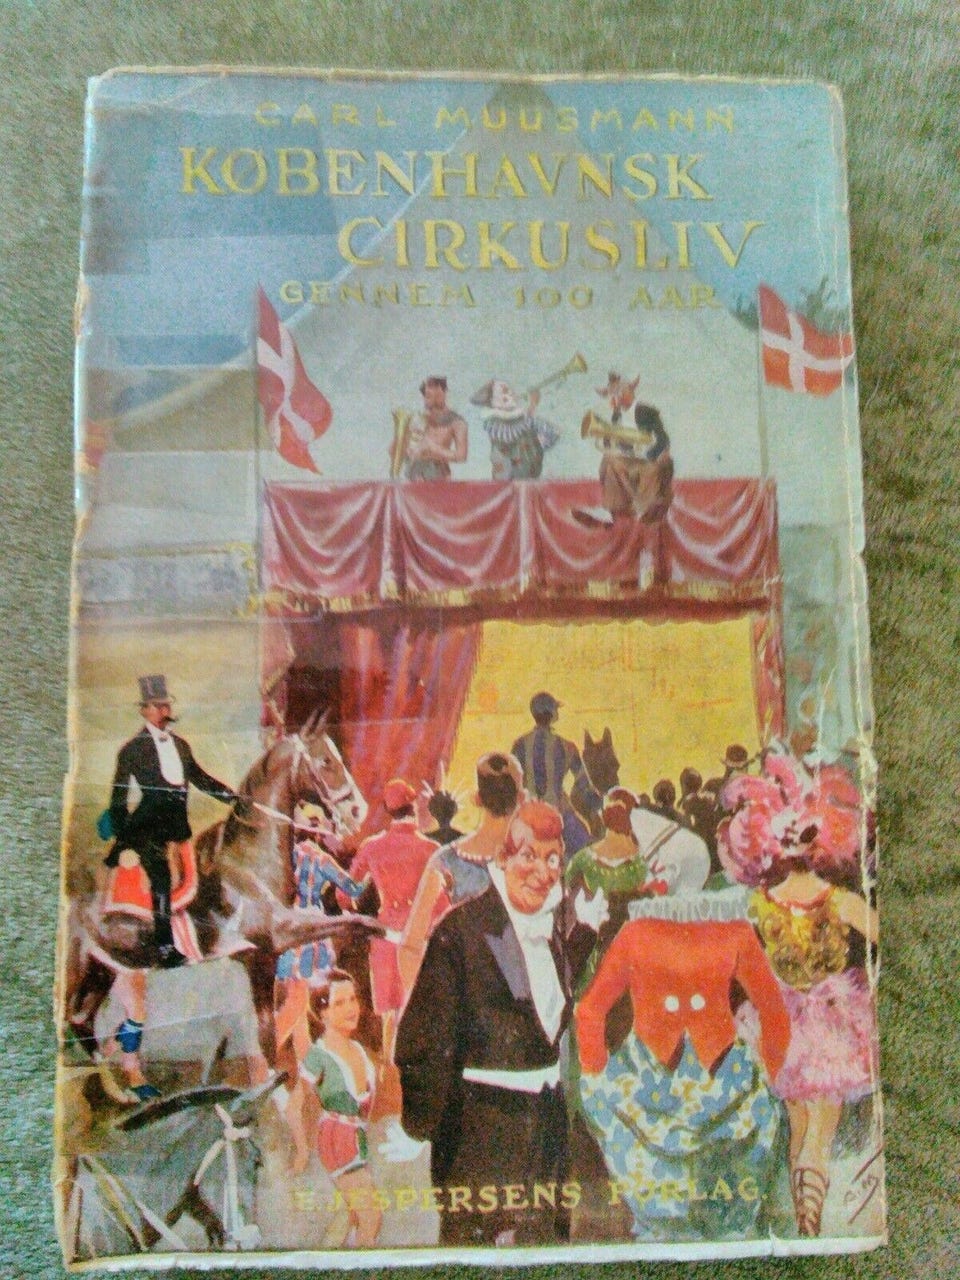 CARL MUUSMANN
KØBENHAVNSK
CIRKUSLIV
GENNEM 100 AAR
E. JESPERSENS FORLAG.